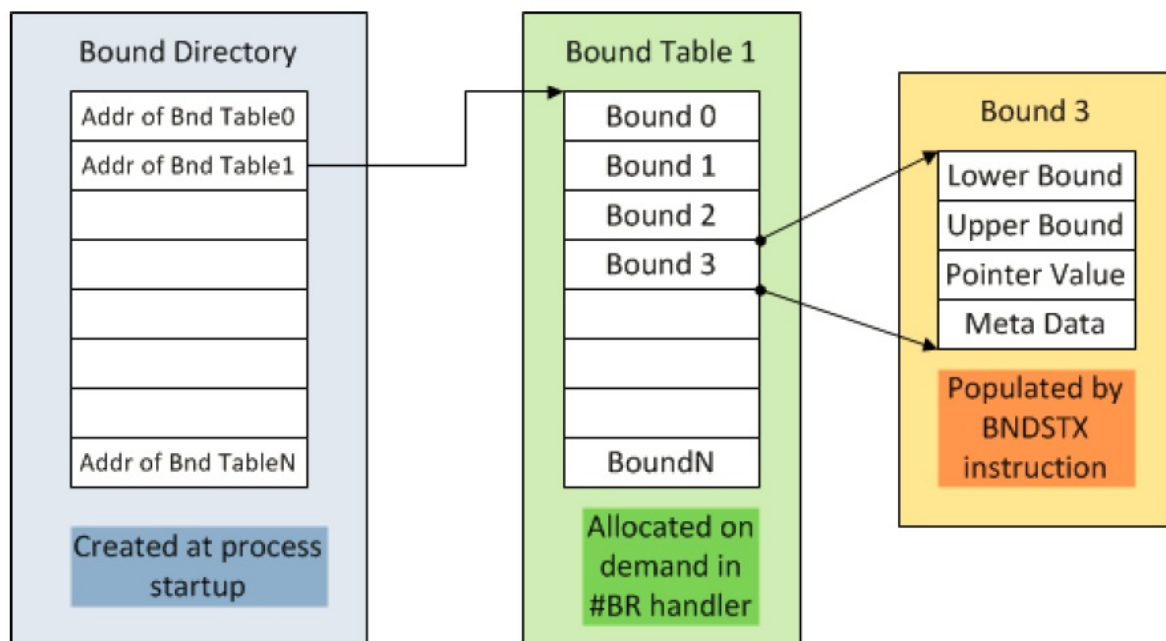 Bound Directory
Addr of Bnd Table0
Addr of Bnd Table1
Addr of Bnd TableN
Created at process
startup
Bound Table 1
Bound 0
Bound 1
Bound 2
Bound 3
BoundN
Allocated on
demand in
#BR handler
Bound 3
Lower Bound
Upper Bound
Pointer Value
Meta Data
Populated by
BNDSTX
instruction